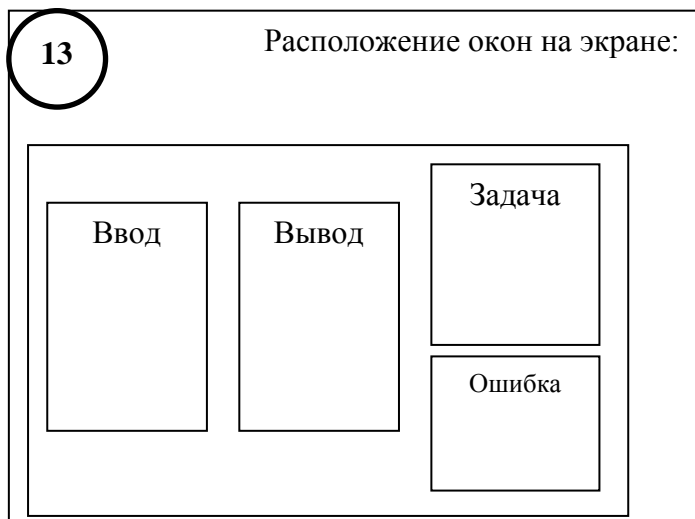 13
Расположение окон на экране:
Ввод
Вывод
Задача
Ошибка